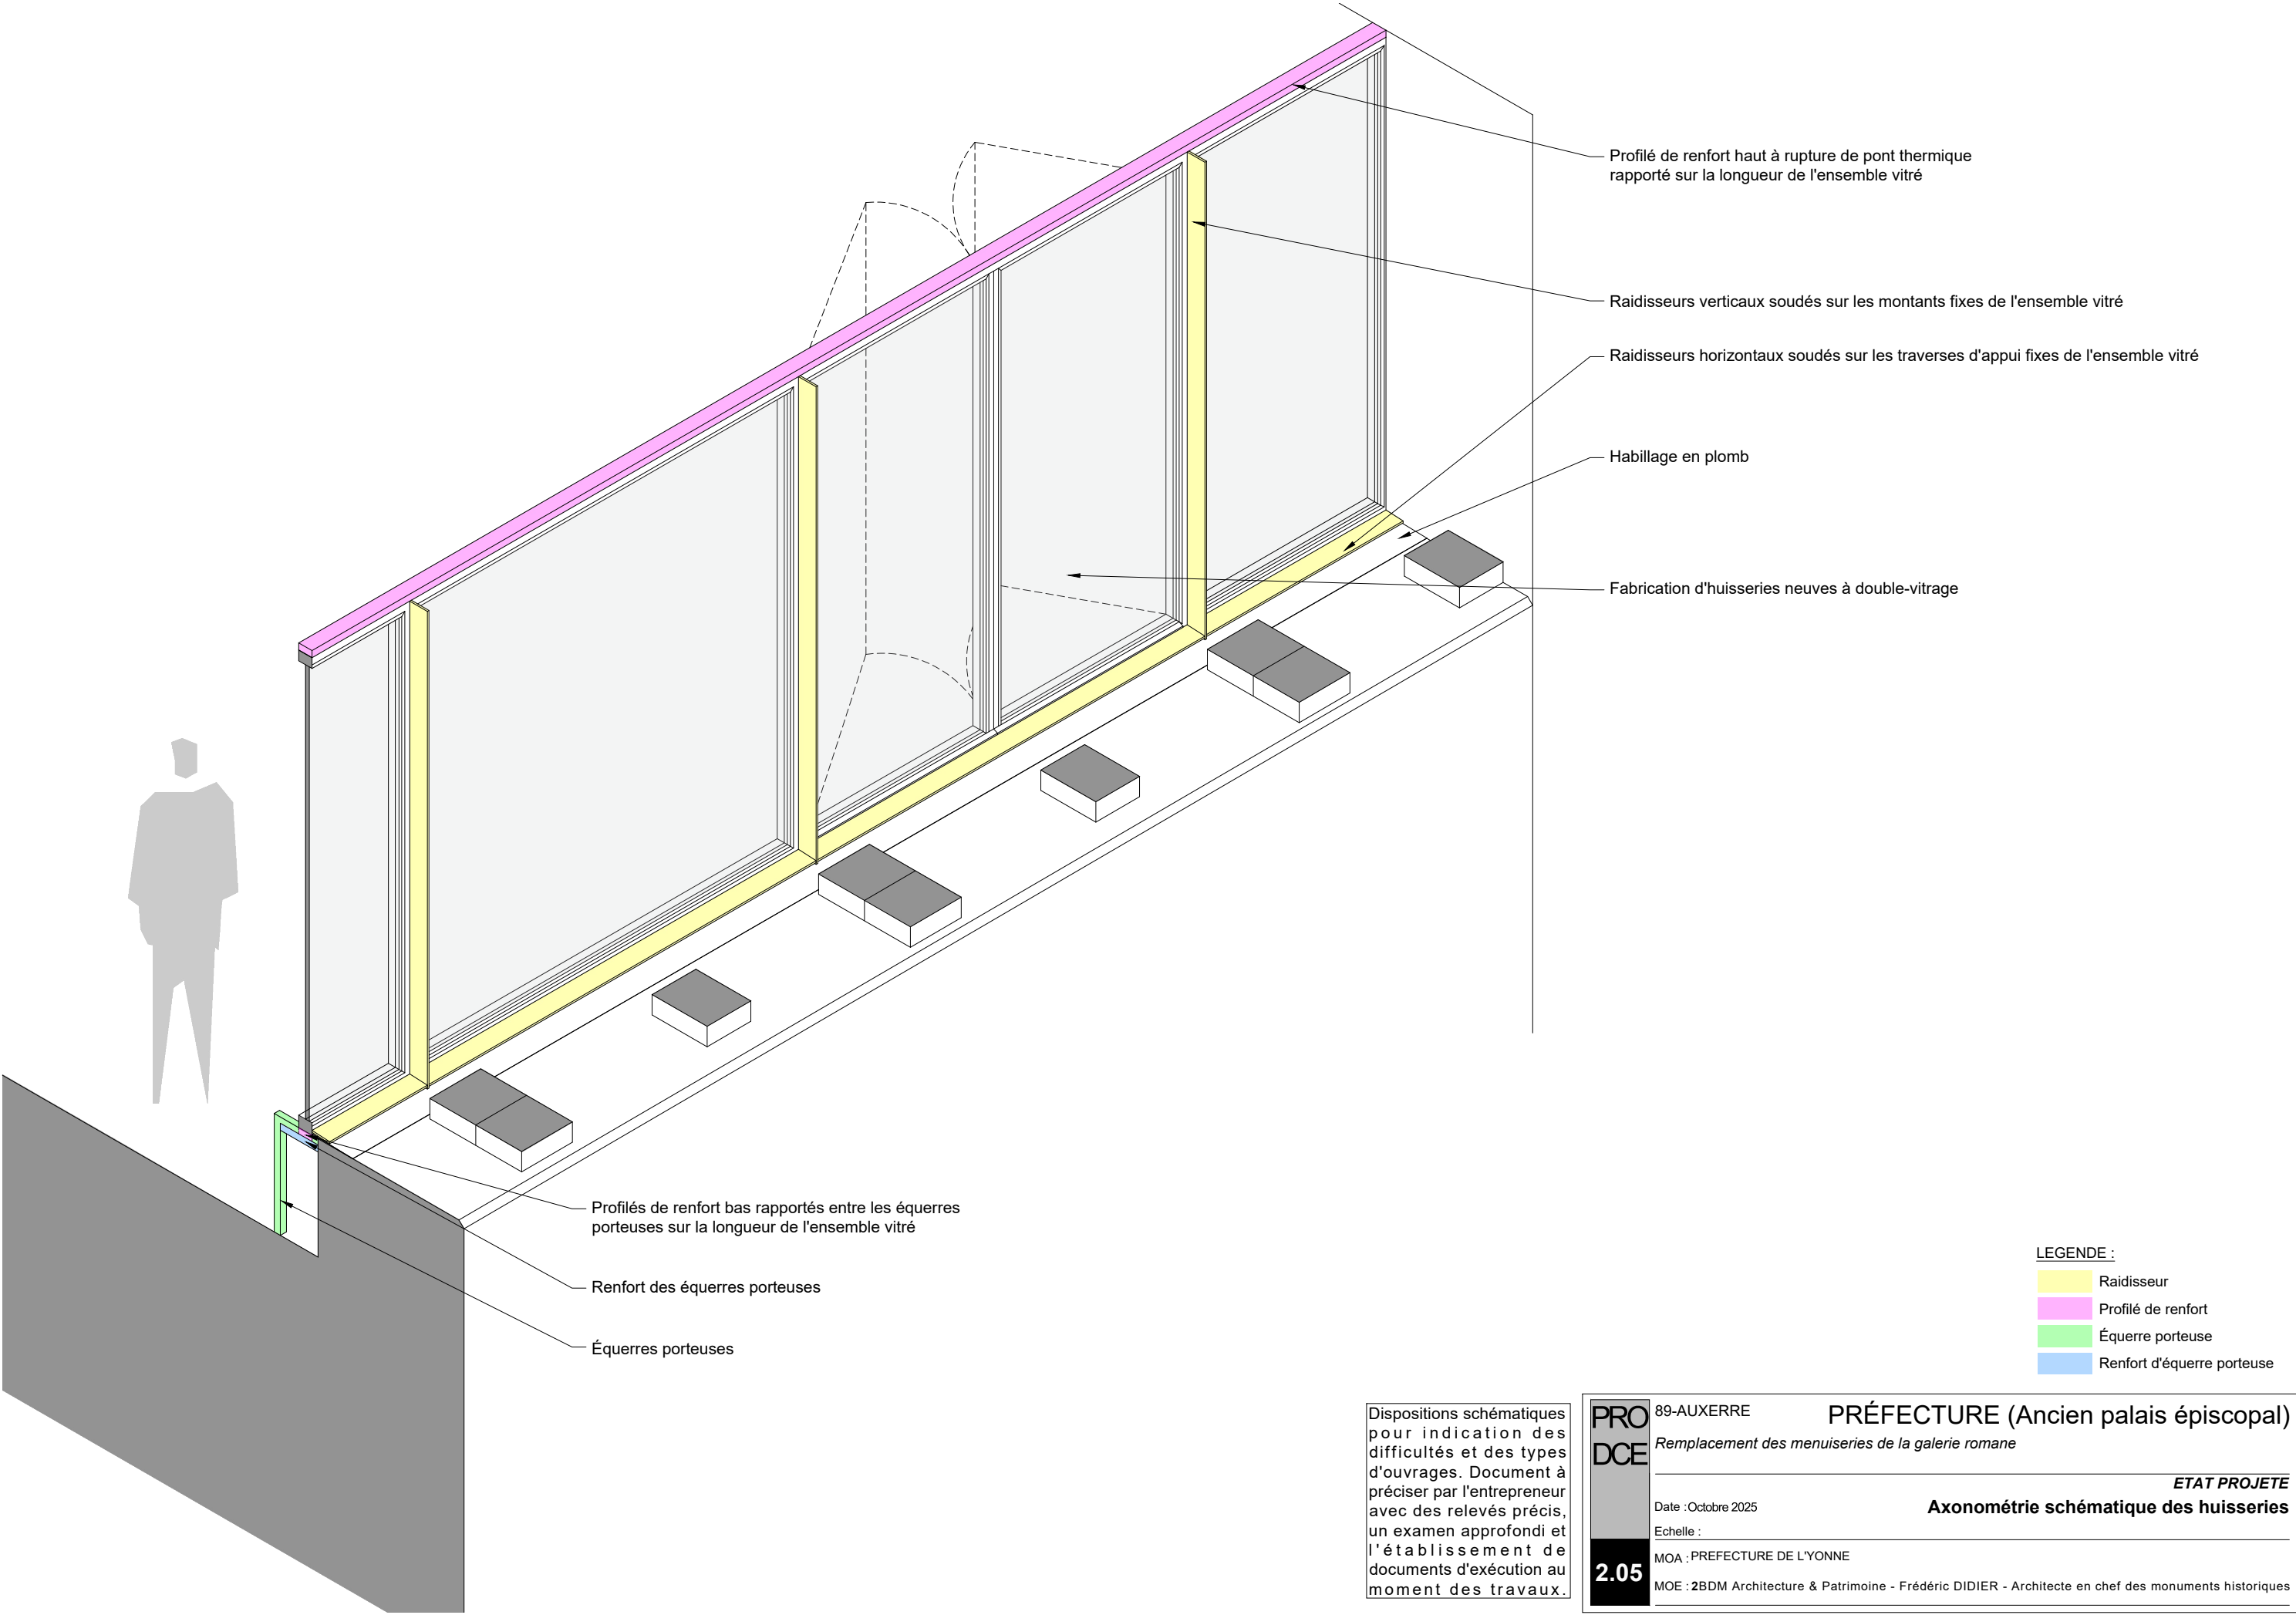 Profilé de renfort haut à rupture de pont thermique
rapporté sur la longueur de l'ensemble vitré
Raidisseurs verticaux soudés sur les montants fixes de l'ensemble vitré
Raidisseurs horizontaux soudés sur les traverses d'appui fixes de l'ensemble vitré
Habillage en plomb
Fabrication d'huisseries neuves à double-vitrage
Profilés de renfort bas rapportés entre les équerres
porteuses sur la longueur de l'ensemble vitré
Renfort des équerres porteuses
Équerres porteuses
LEGENDE :
Raidisseur
Profilé de renfort
Équerre porteuse
Renfort d'équerre porteuse
Dispositions schématiques
pour indication des
difficultés et des types
d'ouvrages. Document à
préciser par l'entrepreneur
avec des relevés précis,
un examen approfondi et
l'établissement de
documents d'exécution au
moment des travaux.
PRO
DCE
2.05
89-AUXERRE
PRÉFECTURE (Ancien palais épiscopal)
Remplacement des menuiseries de la galerie romane
ETAT PROJETE
Date : Octobre 2025
Axonométrie schématique des huisseries
Echelle :
MOA : PREFECTURE DE L'YONNE
MOE : 2BDM Architecture & Patrimoine - Frédéric DIDIER - Architecte en chef des monuments historiques